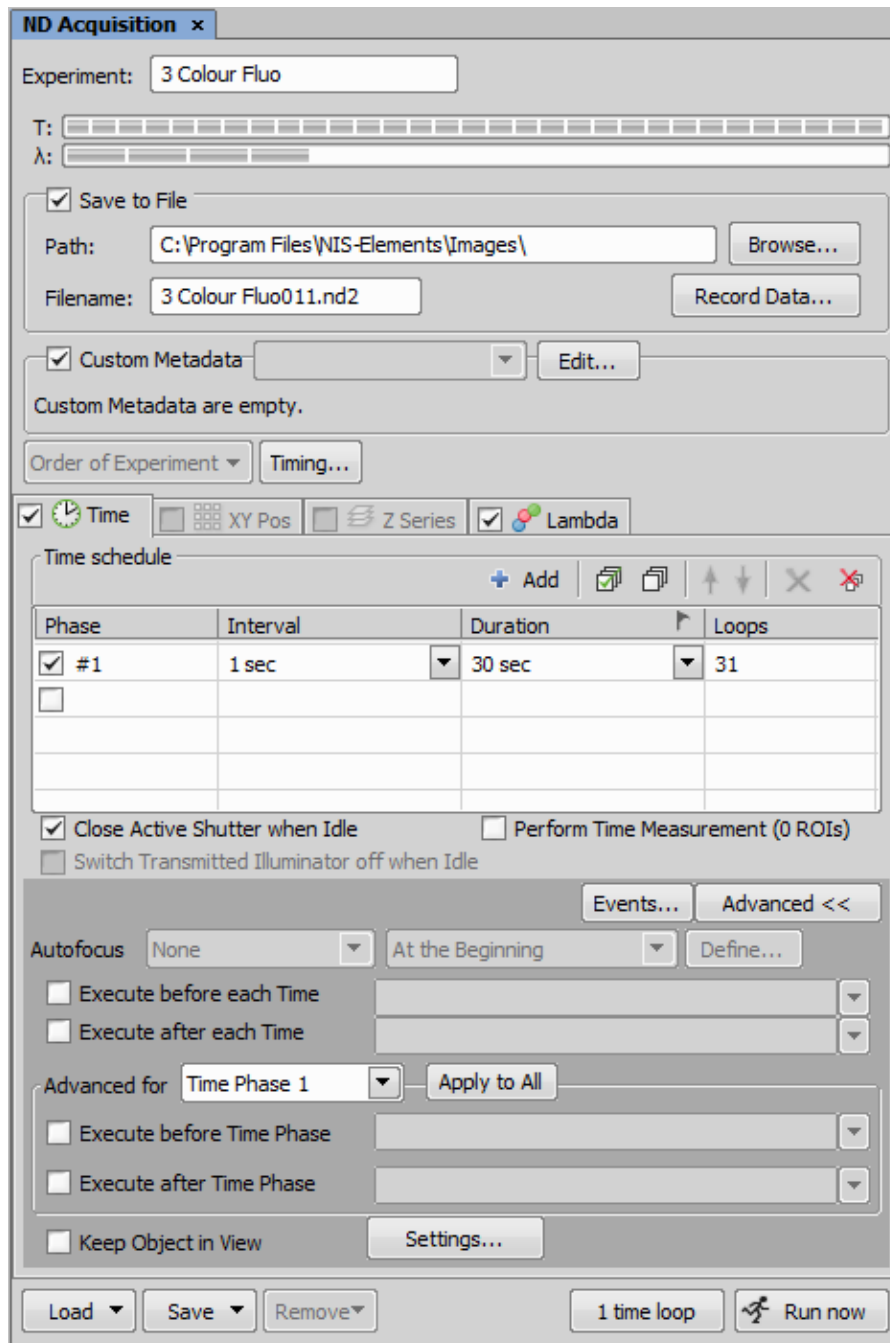 ND Acquisition ×
Experiment: 3 Colour Fluo
T:
λ:
Save to File
Path: C:\Program Files\NIS-Elements\Images\ Browse...
Filename: 3 Colour Fluo011.nd2 Record Data...
Custom Metadata Edit...
Custom Metadata are empty.
Order of Experiment Timing...
Time XY Pos Z Series Lambda
Time schedule
Add
Phase Interval Duration Loops
#1 1 sec 30 sec 31
Close Active Shutter when Idle Perform Time Measurement (0 ROIs)
Switch Transmitted Illuminator off when Idle
Events... Advanced <<
Autofocus None At the Beginning Define...
Execute before each Time
Execute after each Time
Advanced for Time Phase 1 Apply to All
Execute before Time Phase
Execute after Time Phase
Keep Object in View Settings...
Load Save Remove 1 time loop Run now